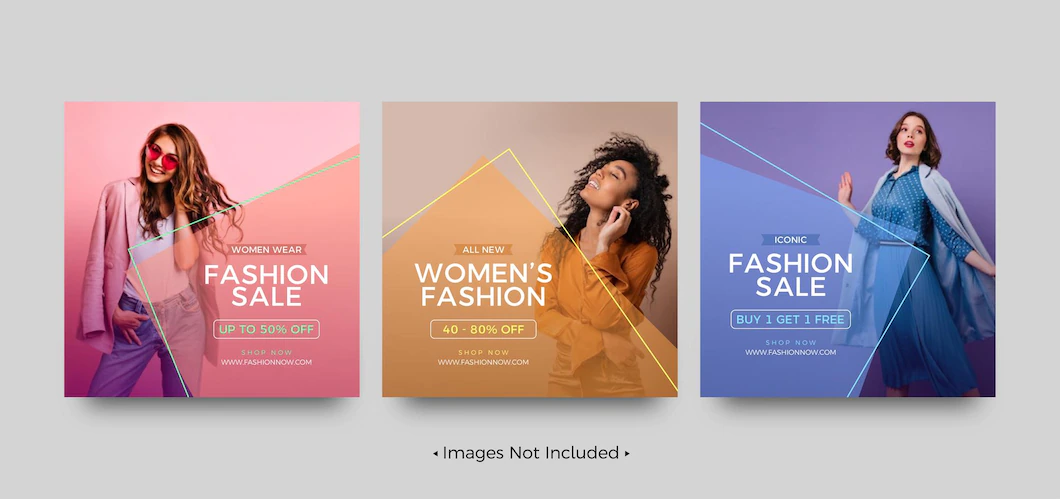 WOMEN WEAR
FASHION
SALE
UP TO 50% OFF
SHOP NOW
WWW.FASHIONNOW.COM
ALL NEW
WOMEN'S
FASHION
40 - 80% OFF
SHOP NOW
WWW.FASHIONNOW.COM
ICONIC
FASHION
SALE
BUY 1 GET 1 FREE
SHOP NOW
WWW.FASHIONNOW.COM
Images Not Included